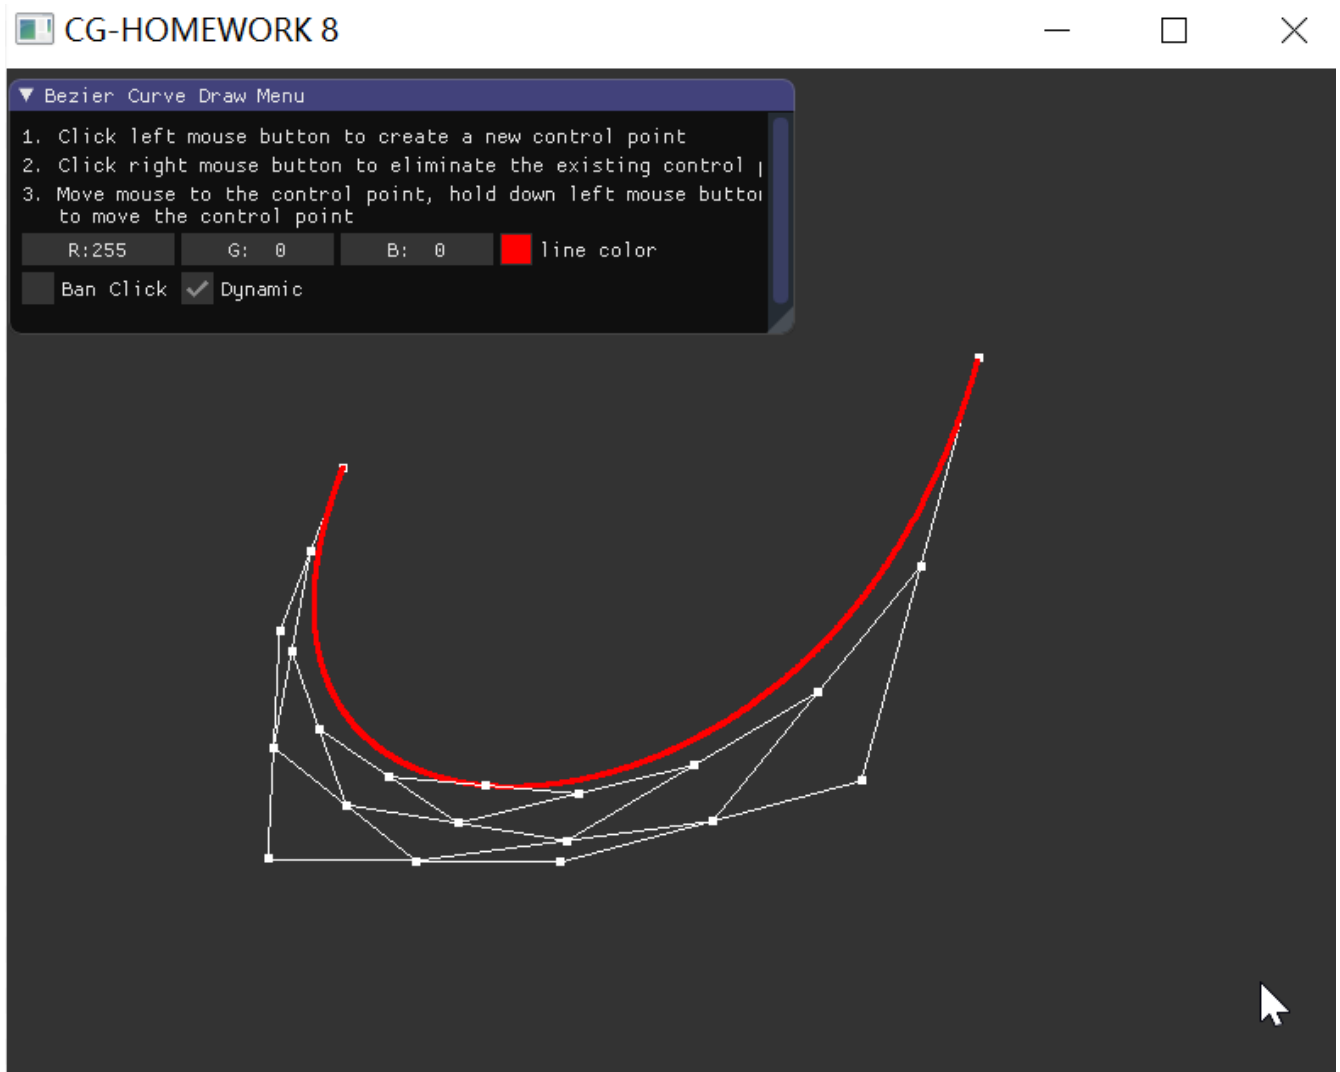 CG-HOMEWORK 8
Bezier Curve Draw Menu
1. Click left mouse button to create a new control point
2. Click right mouse button to eliminate the existing control
3. Move mouse to the control point, hold down left mouse
to move the control point
R:255 G: 0 B: 0 line color
Ban Click Dynamic